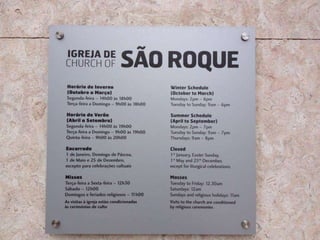 IGREJA DE
CHURCH OF
SÃO ROQUE
Horário de Inverno
(Outubro a Março)
Segunda-feira – 14h00 às 18h00
Terça-feira a Domingo – 9h00 às 18h00
Horário de Verão
(Abril a Setembro)
Segunda-feira – 14h00 às 19h00
Terça-feira a Domingo – 9h00 às 19h00
Quinta-feira – 9h00 às 20h00
Encerrado
1 de Janeiro, Domingo de Páscoa,
1 de Maio e 25 de Dezembro,
excepto para celebrações cultuais
Missas
Terça-feira a Sexta-feira – 12h30
Sábado – 12h00
Domingos e feriados religiosos – 11h00
As visitas à igreja estão condicionadas
às cerimónias de culto
Winter Schedule
(October to March)
Mondays: 2pm – 6pm
Tuesday to Sunday: 9am – 6pm
Summer Schedule
(April to September)
Mondays: 2pm – 7pm
Tuesday to Sunday: 9am – 7pm
Thursdays: 9am – 8pm
Closed
1st January, Easter Sunday,
1st May and 25th December,
except for liturgical celebrations
Masses
Tuesday to Friday: 12.30am
Saturdays: 12am
Sundays and religious holidays: 11am
Visits to the church are conditioned
by religious ceremonies